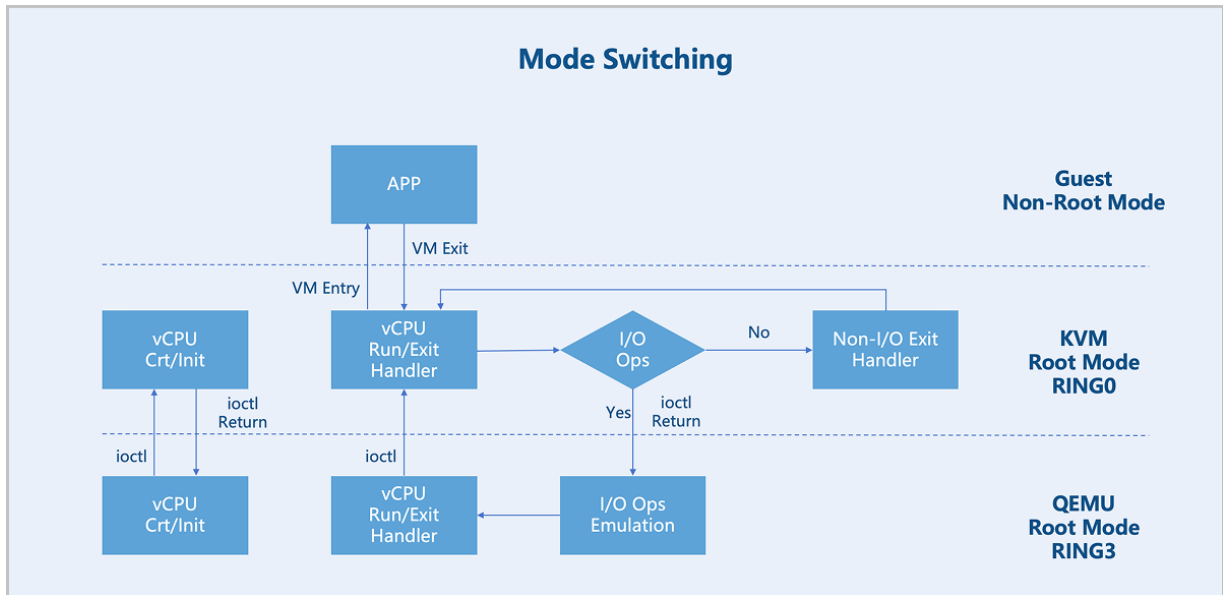 Mode Switching
APP
Guest
Non-Root Mode
VM Exit
VM Entry
vCPU
Crt/Init
vCPU
Run/Exit
Handler
I/O
Ops
No
Non-I/O Exit
Handler
KVM
Root Mode
RING0
ioctl
Return
Yes
ioctl
Return
ioctl
ioctl
vCPU
Crt/Init
vCPU
Run/Exit
Handler
I/O Ops
Emulation
QEMU
Root Mode
RING3